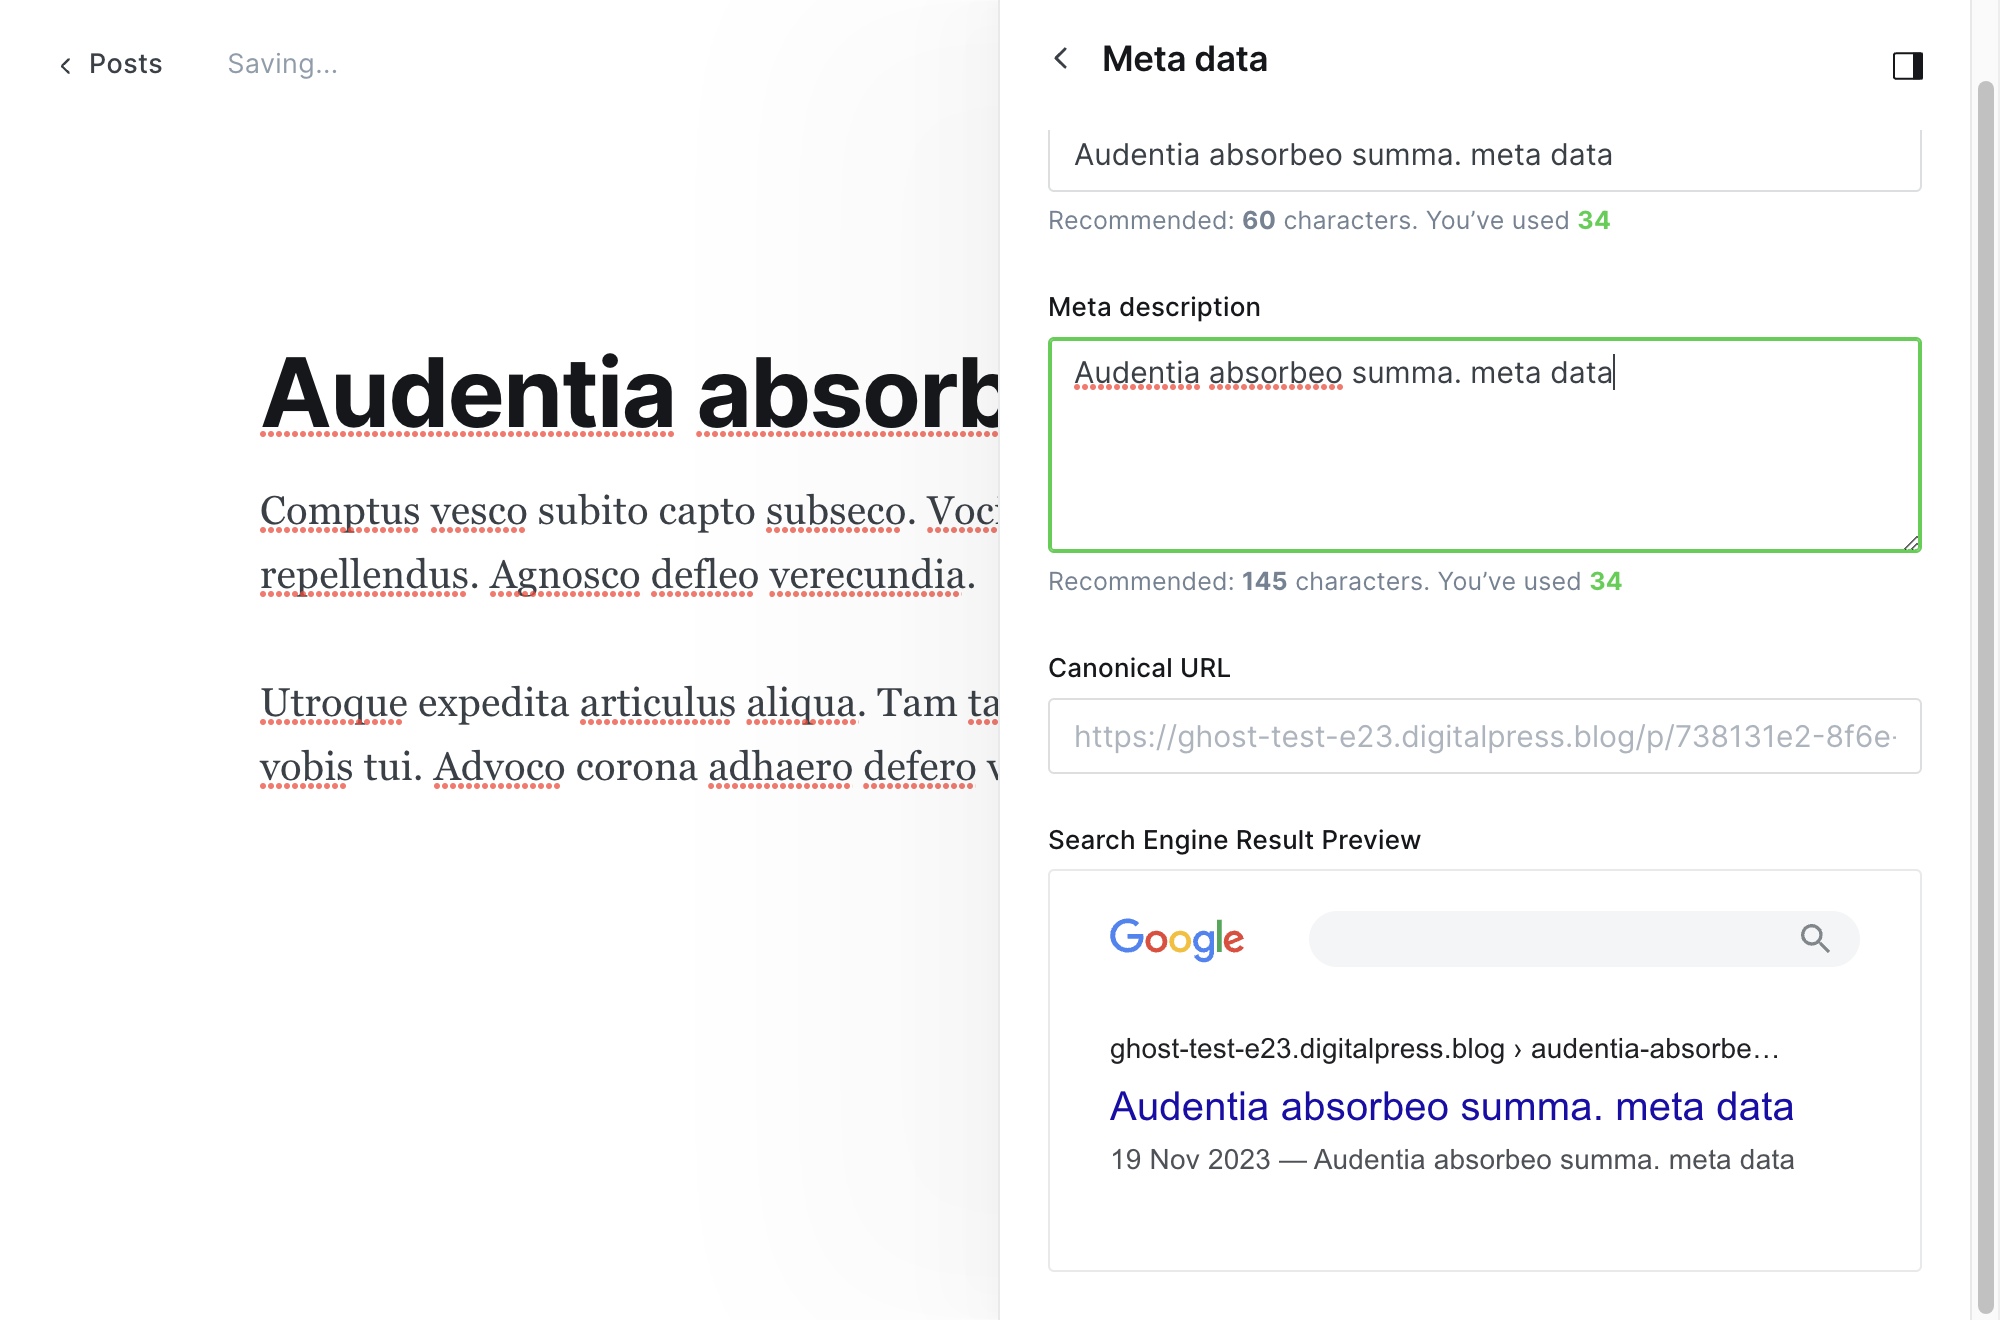 Posts
Saving...
Audentia absorb
Comptus vesco subito capto subseco. Voci
repellendus. Agnosco defleo verecundia.
Utroque expedita articulus aliqua. Tam ta
vobis tui. Advoco corona adhaero defero v
Meta data
Audentia absorbeo summa. meta data
Recommended: 60 characters. You’ve used 34
Meta description
Audentia absorbeo summa. meta data
Recommended: 145 characters. You’ve used 34
Canonical URL
https://ghost-test-e23.digitalpress.blog/p/738131e2-8f6e-
Search Engine Result Preview
Google
ghost-test-e23.digitalpress.blog › audentia-absorbe…
Audentia absorbeo summa. meta data
19 Nov 2023 — Audentia absorbeo summa. meta data